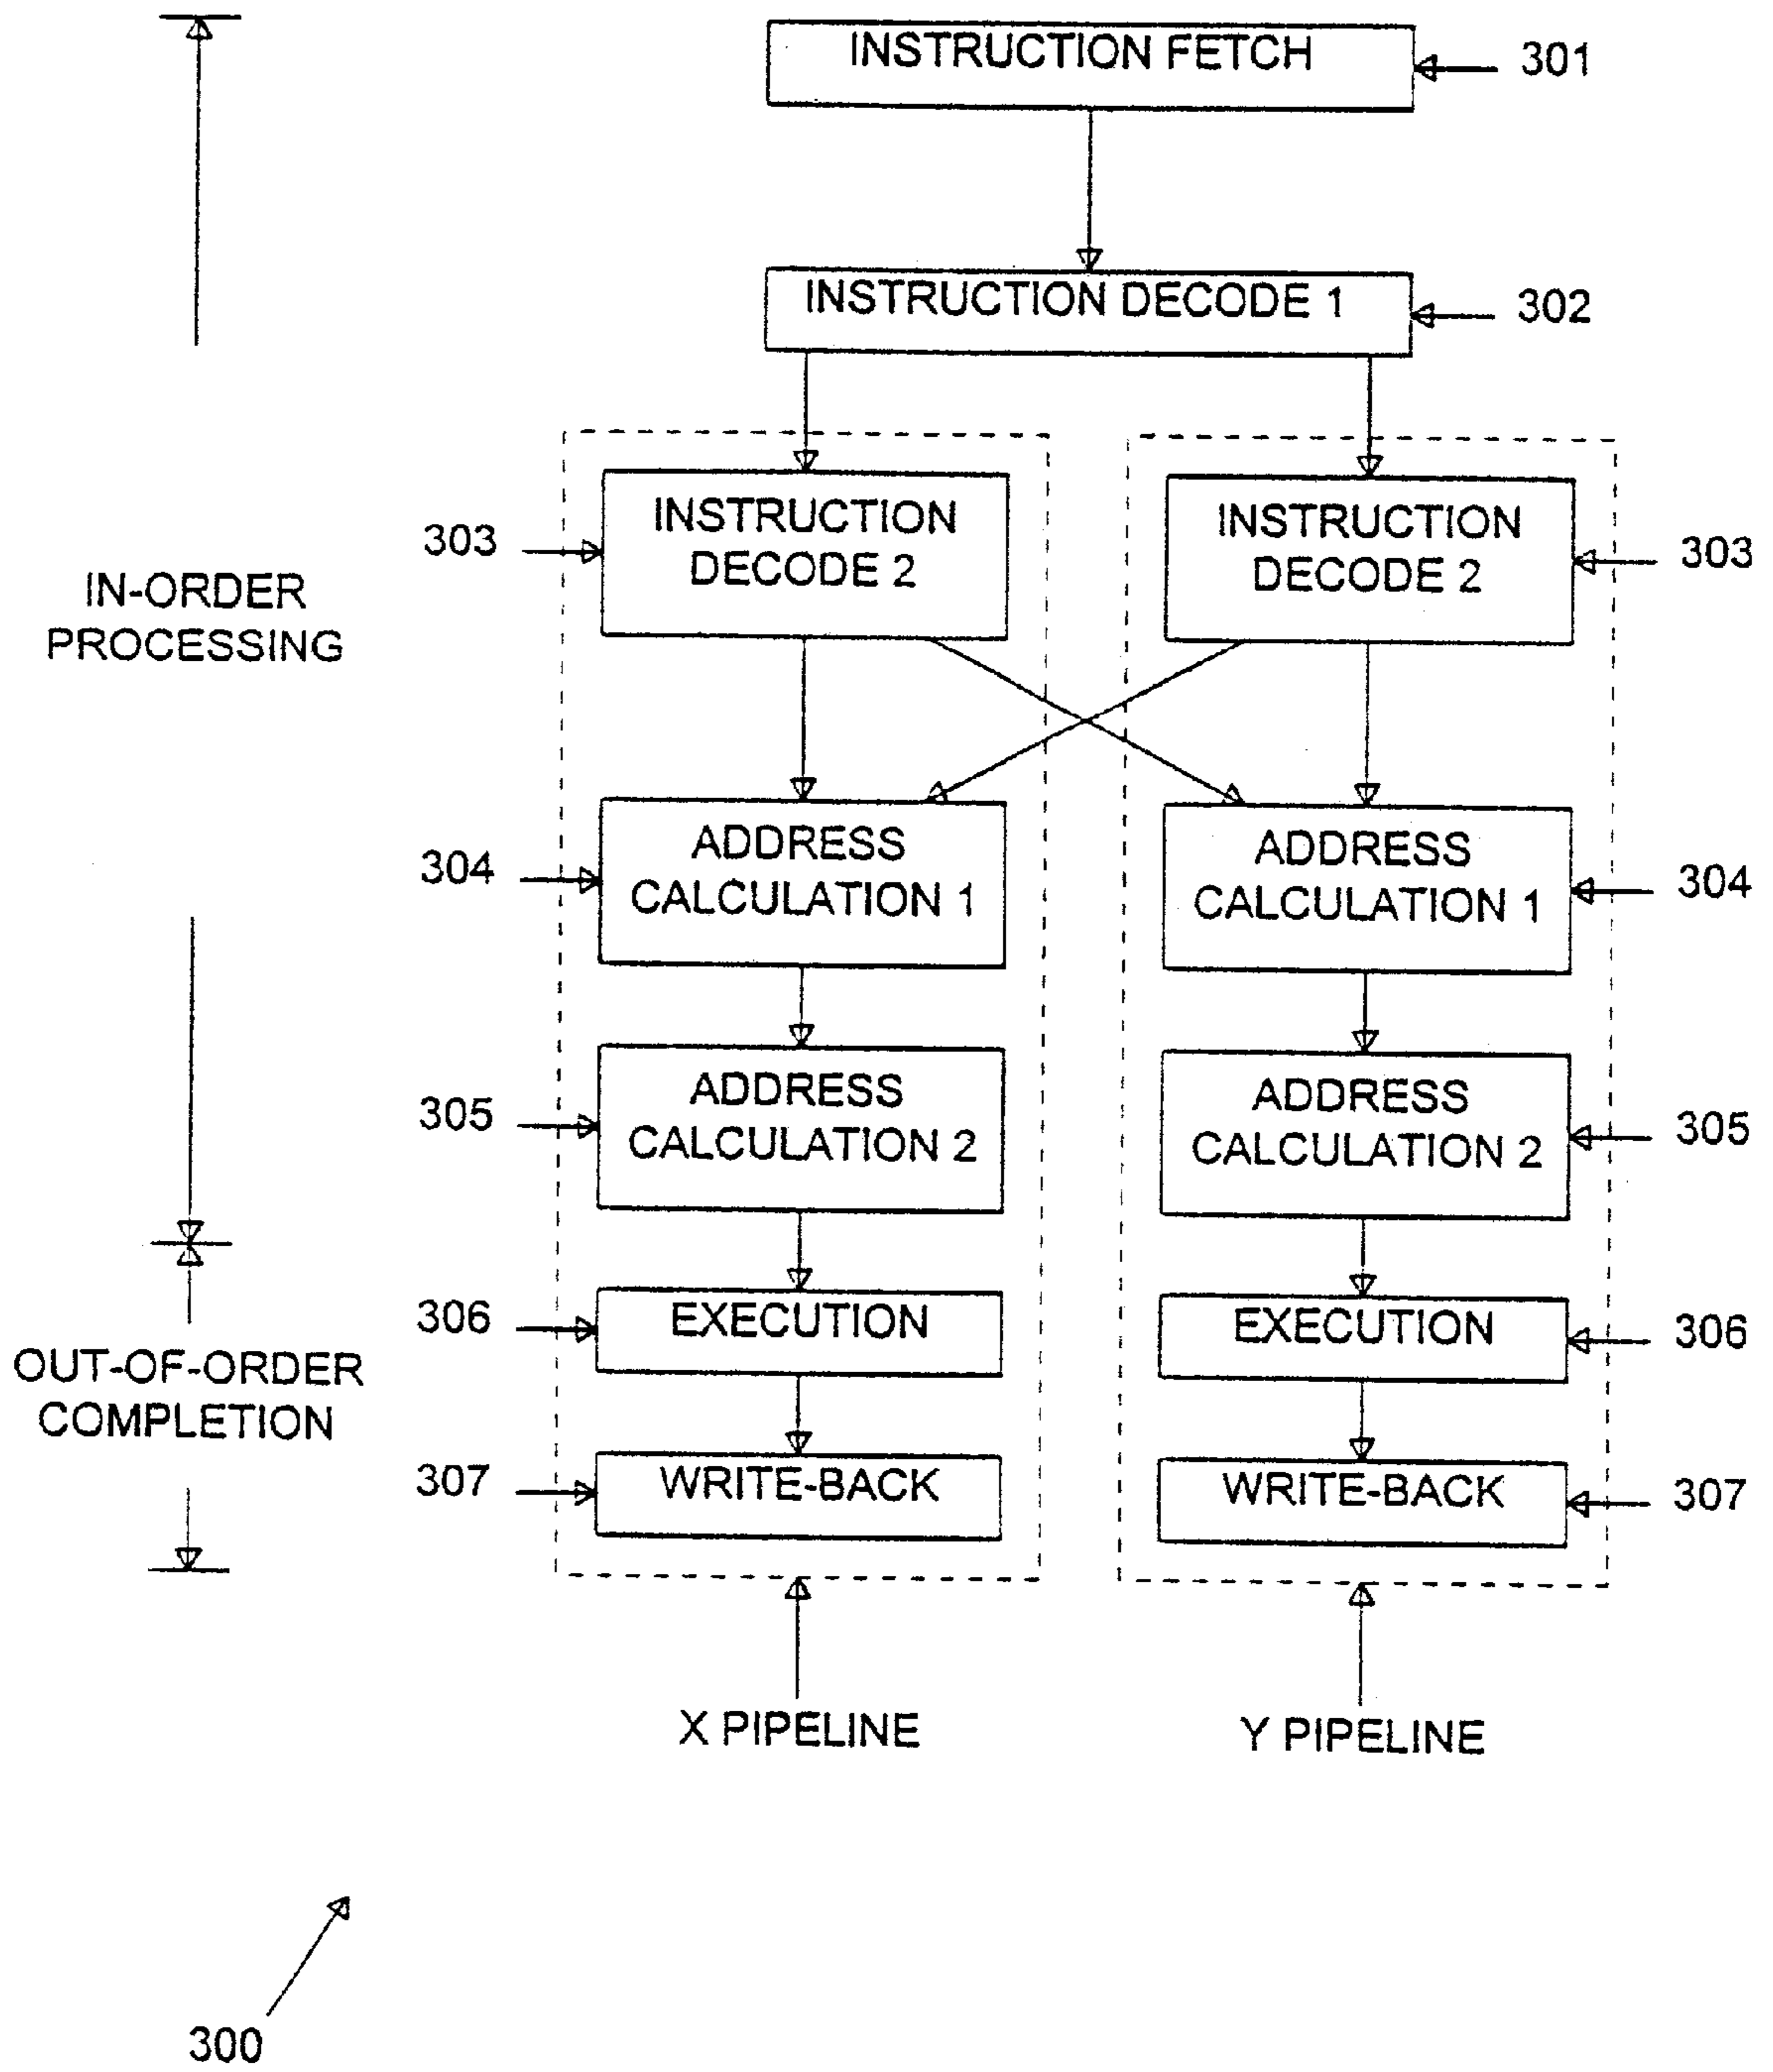 INSTRUCTION FETCH
301
INSTRUCTION DECODE 1
302
303
INSTRUCTION
DECODE 2
INSTRUCTION
DECODE 2
303
IN-ORDER
PROCESSING
304
ADDRESS
CALCULATION 1
ADDRESS
CALCULATION 1
304
305
ADDRESS
CALCULATION 2
ADDRESS
CALCULATION 2
305
306
EXECUTION
EXECUTION
306
OUT-OF-ORDER
COMPLETION
307
WRITE-BACK
WRITE-BACK
307
X PIPELINE
Y PIPELINE
300